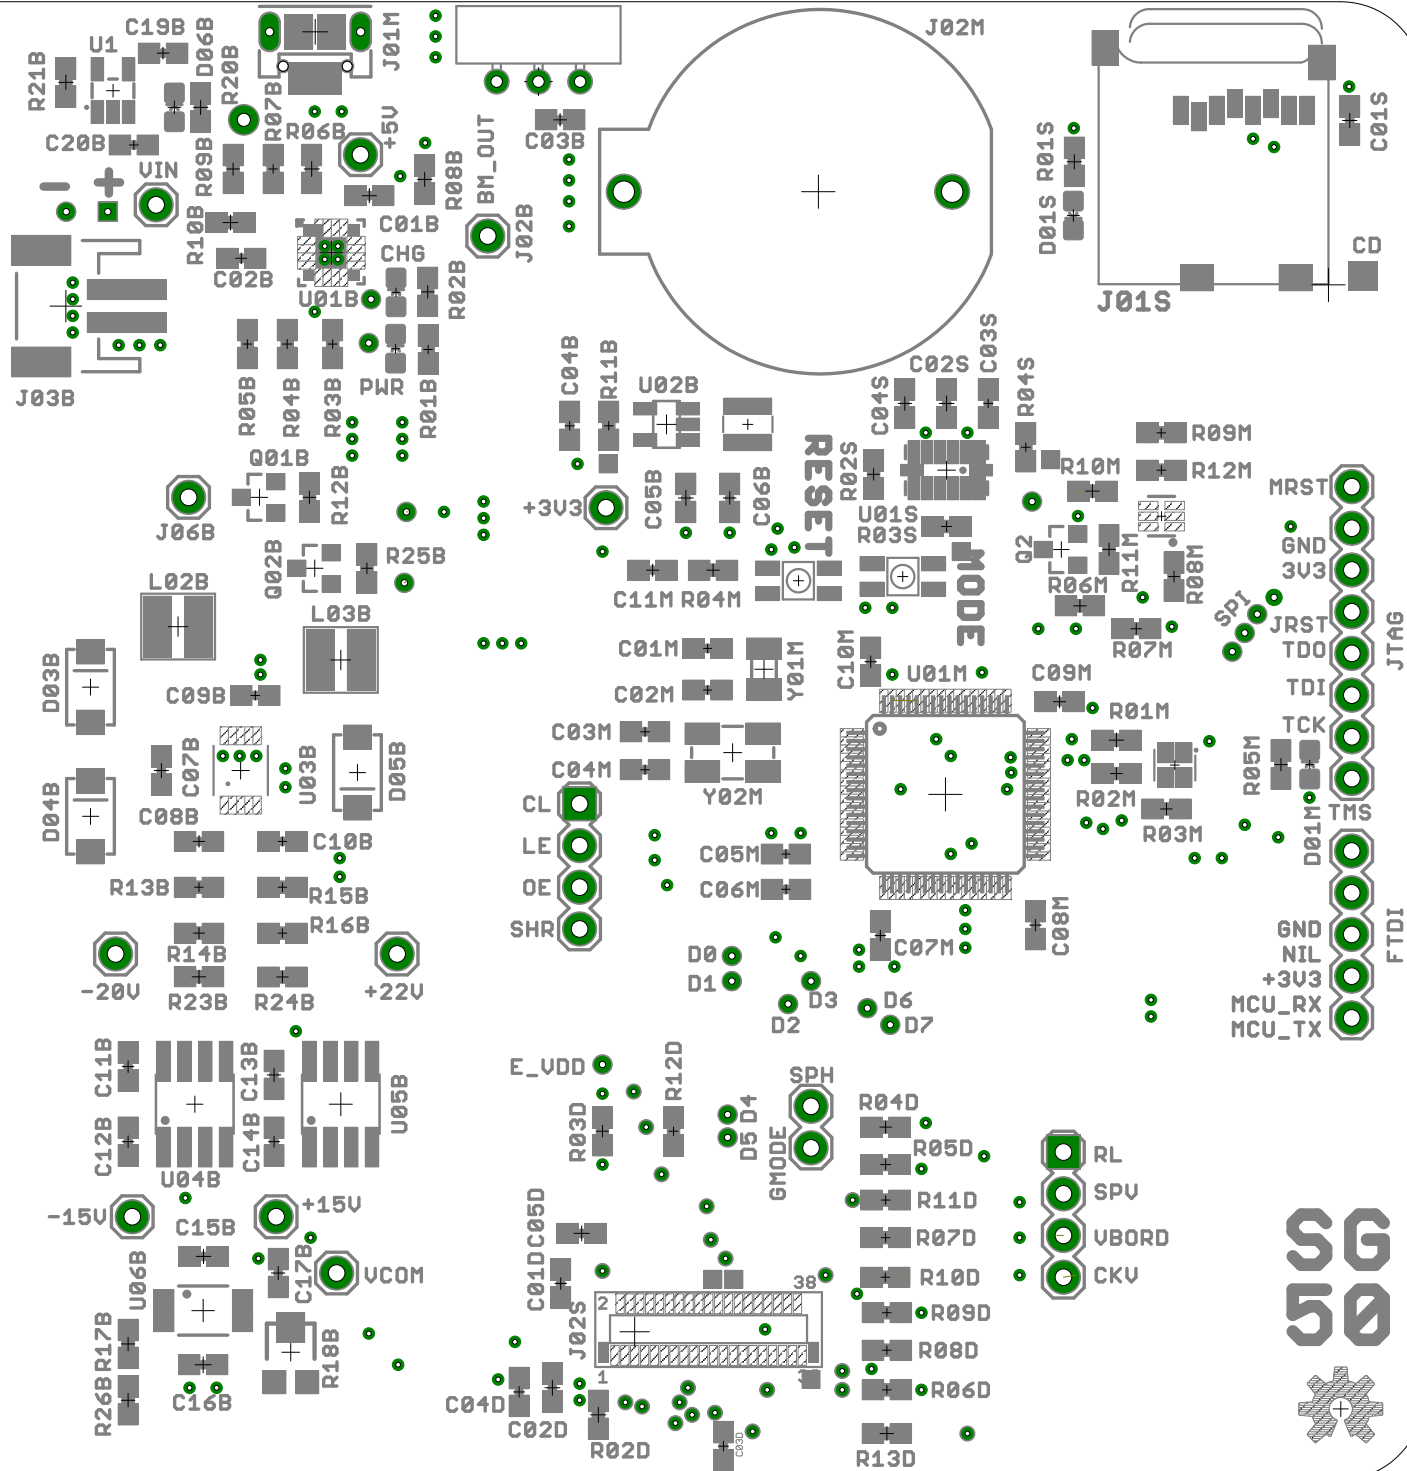 C19B
U1
D06B
R20B
R21B
R07B
J01M
J02M
R06B
+5V
C20B
C03B
VIN
R09B
BM_OUT
R08B
C01S
R01S
D01S
- +
R10B
C01B
J02B
CHG
C02B
U01B
R02B
CD
J01S
J03B
R05B
R04B
R03B
PWR
R01B
C04B
R11B
U02B
C04S
C02S
C03S
R04S
R09M
R12M
R10M
Q01B
R12B
J06B
+3V3
C05B
C06B
RESET
R02S
U01S
R03S
MODE
Q2
R11M
R08M
R06M
R07M
MRST
GND
3V3
JRST
TDO
TDI
TCK
TMS
JTAG
SPI
Q02B
R25B
L02B
L03B
C11M
R04M
C01M
C02M
Y01M
C10M
U01M
C09M
R01M
R02M
R03M
R05M
D01M
D03B
C09B
C07B
U03B
D05B
D04B
C08B
C10B
C03M
C04M
Y02M
CL
LE
OE
SHR
C05M
C06M
R13B
R15B
R16B
R14B
R23B
R24B
-20V
+22V
C07M
C08M
GND
NIL
+3V3
MCU_RX
MCU_TX
FTDI
D0
D1
D2
D3
D6
D7
C11B
C13B
U05B
C12B
C14B
U04B
E_VDD
R12D
R03D
D4
D5
SPH
GMODE
R04D
R05D
R11D
R07D
R10D
R09D
R08D
R06D
R13D
RL
SPV
VBORD
CKV
-15V
+15V
C15B
C17B
U06B
VCOM
R17B
R18B
R26B
C16B
C05D
C01D
J02S
38
2
1
C04D
C02D
R02D
C03D
SG
50